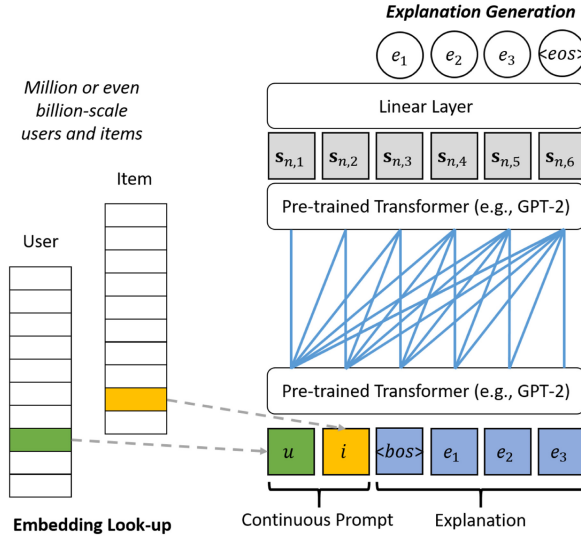 Explanation Generation
e₁ e₂ e₃ <eos>
Million or even
billion-scale
users and items
Linear Layer
sₙ,₁ sₙ,₂ sₙ,₃ sₙ,₄ sₙ,₅ sₙ,₆
Item
Pre-trained Transformer (e.g., GPT-2)
User
Pre-trained Transformer (e.g., GPT-2)
u i <bos> e₁ e₂ e₃
Embedding Look-up
Continuous Prompt
Explanation